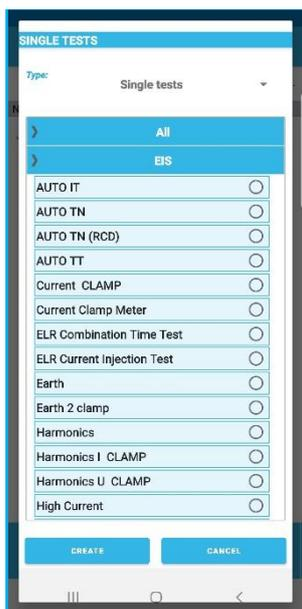 SINGLE TESTS
Type:
Single tests
All
EIS
AUTO IT
AUTO TN
AUTO TN (RCD)
AUTO TT
Current CLAMP
Current Clamp Meter
ELR Combination Time Test
ELR Current Injection Test
Earth
Earth 2 clamp
Harmonics
Harmonics I CLAMP
Harmonics U CLAMP
High Current
CREATE CANCEL